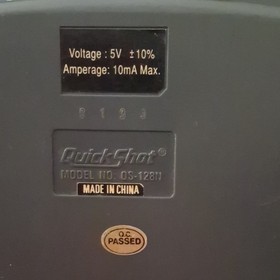 Voltage : 5V ±10%
Amperage: 10mA Max.
QuickShot®
MODEL NO. QS-128N
MADE IN CHINA
Q.C.
PASSED